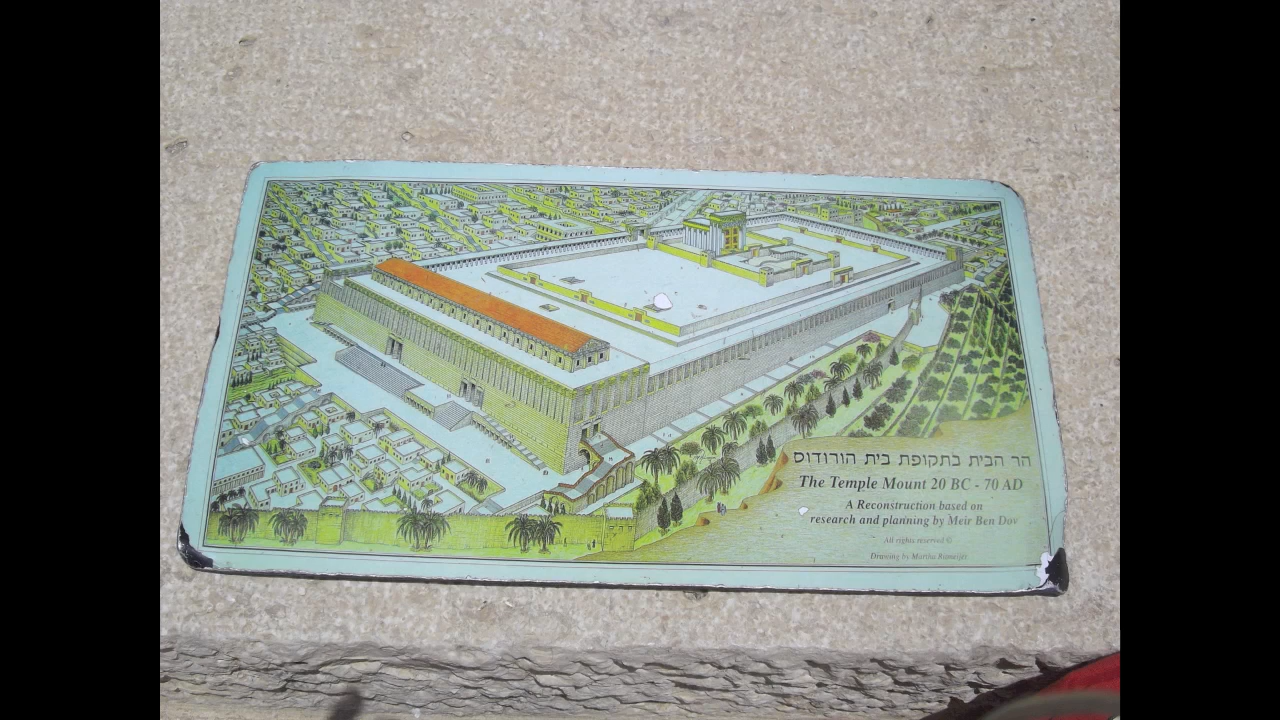 הר הבית בתקופת בית הורודוס
The Temple Mount 20 BC - 70 AD
A Reconstruction based on
research and planning by Meir Ben Dov
All rights reserved ©
Drawing by Martha Ritmeijer